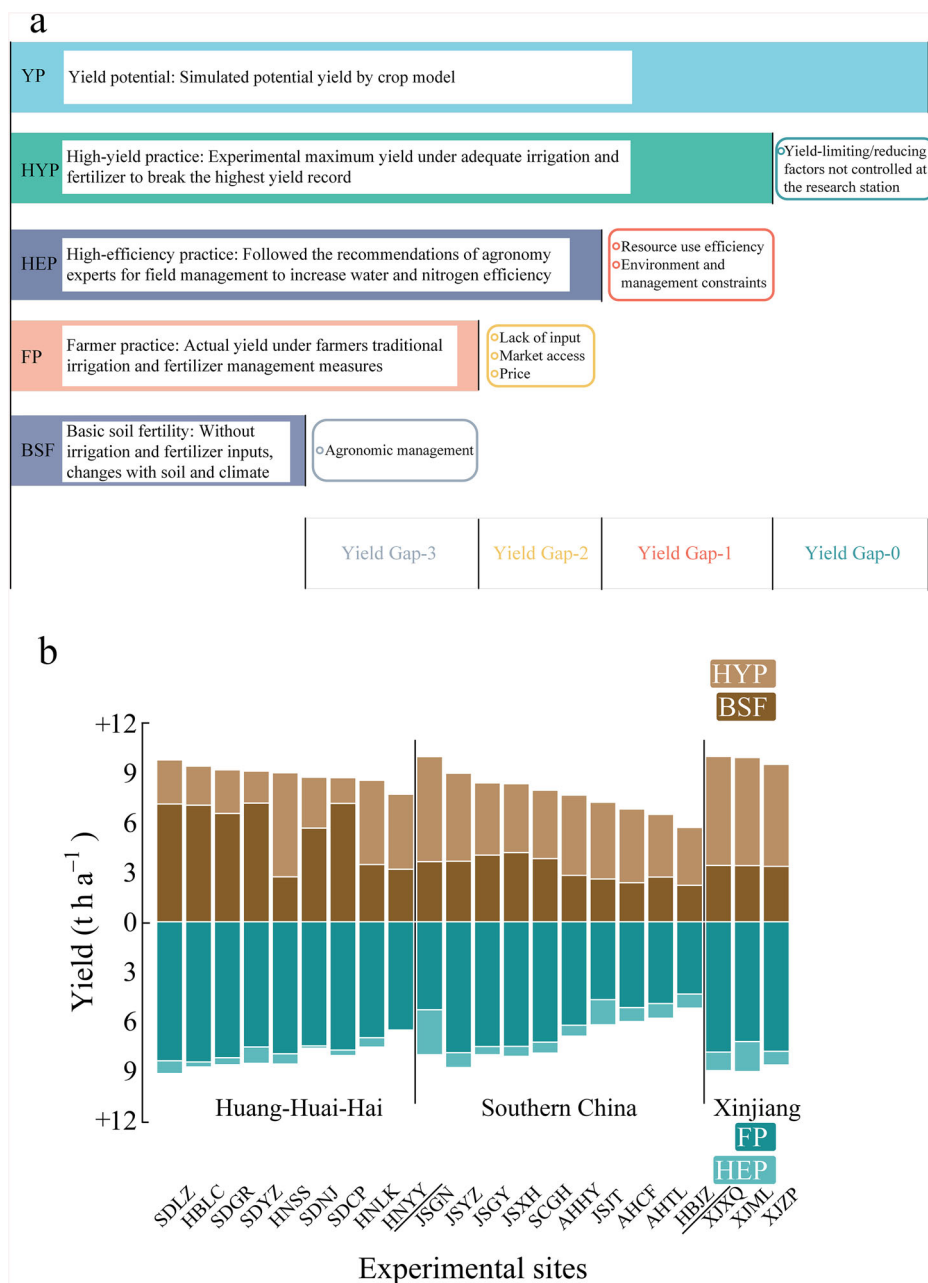 a
YP
Yield potential: Simulated potential yield by crop model
HYP
High-yield practice: Experimental maximum yield under adequate irrigation and
fertilizer to break the highest yield record
Yield-limiting/reducing
factors not controlled at
the research station
HEP
High-efficiency practice: Followed the recommendations of agronomy
experts for field management to increase water and nitrogen efficiency
Resource use efficiency
Environment and
management constraints
FP
Farmer practice: Actual yield under farmers traditional
irrigation and fertilizer management measures
Lack of input
Market access
Price
BSF
Basic soil fertility: Without
irrigation and fertilizer inputs,
changes with soil and climate
Agronomic management
Yield Gap-3
Yield Gap-2
Yield Gap-1
Yield Gap-0
b
HYP
BSF
+12
9
6
3
0
3
6
9
+12
Yield (t h a⁻¹)
Huang-Huai-Hai
Southern China
Xinjiang
FP
HEP
SDLZ
HBLC
SDGR
SDYZ
HNSS
SDNJ
SDCP
HNLK
HNYY
JSGN
JSYZ
JSGY
JSXH
SCGH
AHHY
JSJT
AHCF
AHTL
HBJZ
XJXQ
XJML
XJZP
Experimental sites